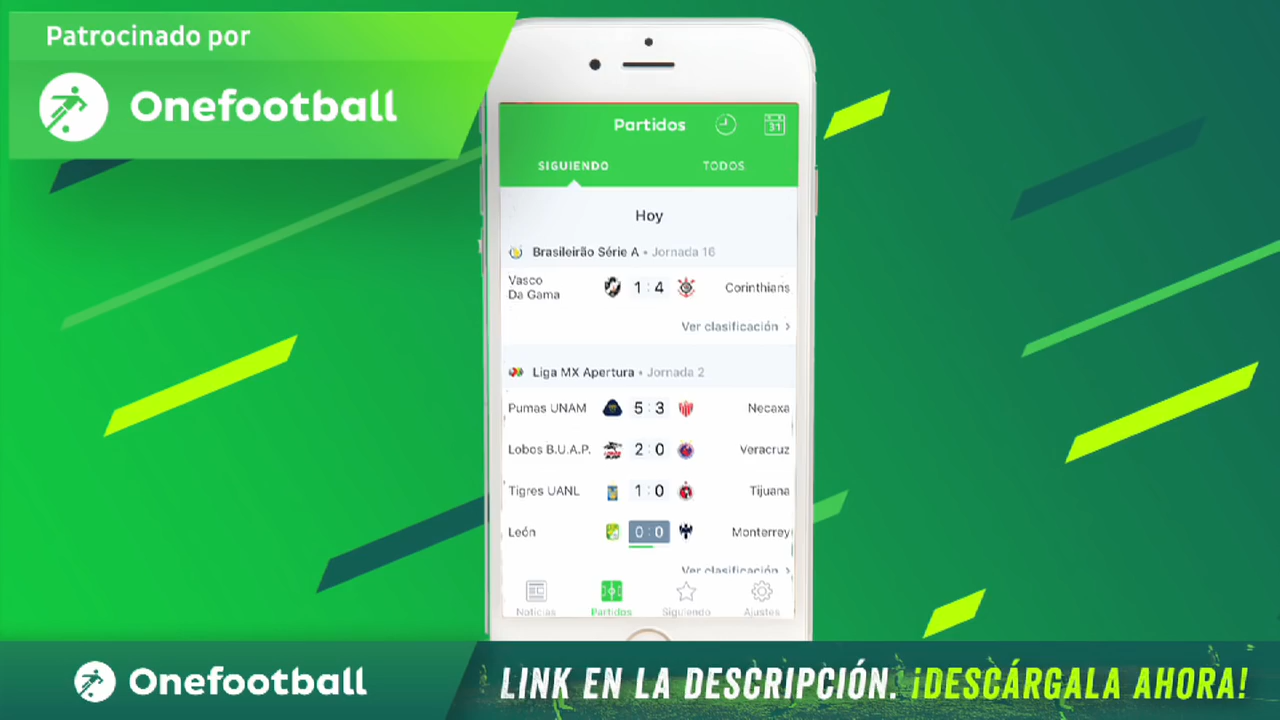 Patrocinado por
Onefootball
Partidos
31
SIGUIENDO TODOS
Hoy
Brasileirão Série A • Jornada 16
Vasco Da Gama 1 : 4 Corinthians
Ver clasificación >
Liga MX Apertura • Jornada 2
Pumas UNAM 5 : 3 Necaxa
Lobos B.U.A.P. 2 : 0 Veracruz
Tigres UANL 1 : 0 Tijuana
León 0 : 0 Monterrey
Ver clasificación >
Noticias Partidos Siguiendo Ajustes
Onefootball
LINK EN LA DESCRIPCIÓN. ¡DESCÁRGALA AHORA!